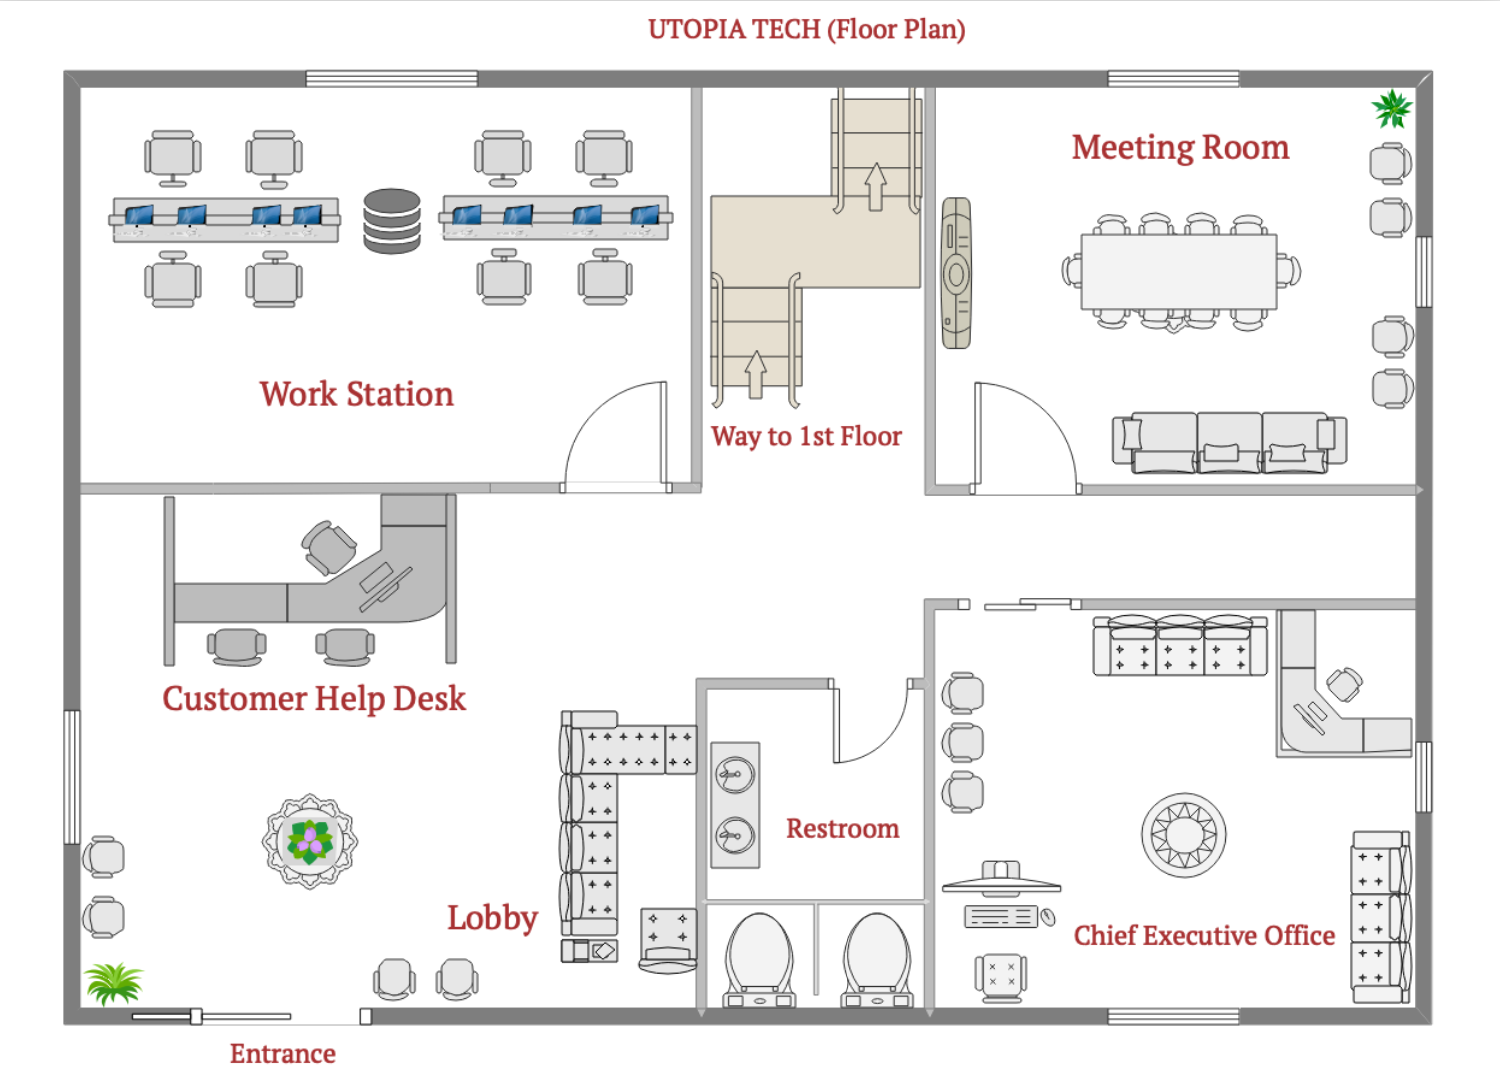 UTOPIA TECH (Floor Plan)
Meeting Room
Work Station
Way to 1st Floor
Customer Help Desk
Restroom
Lobby
Chief Executive Office
Entrance